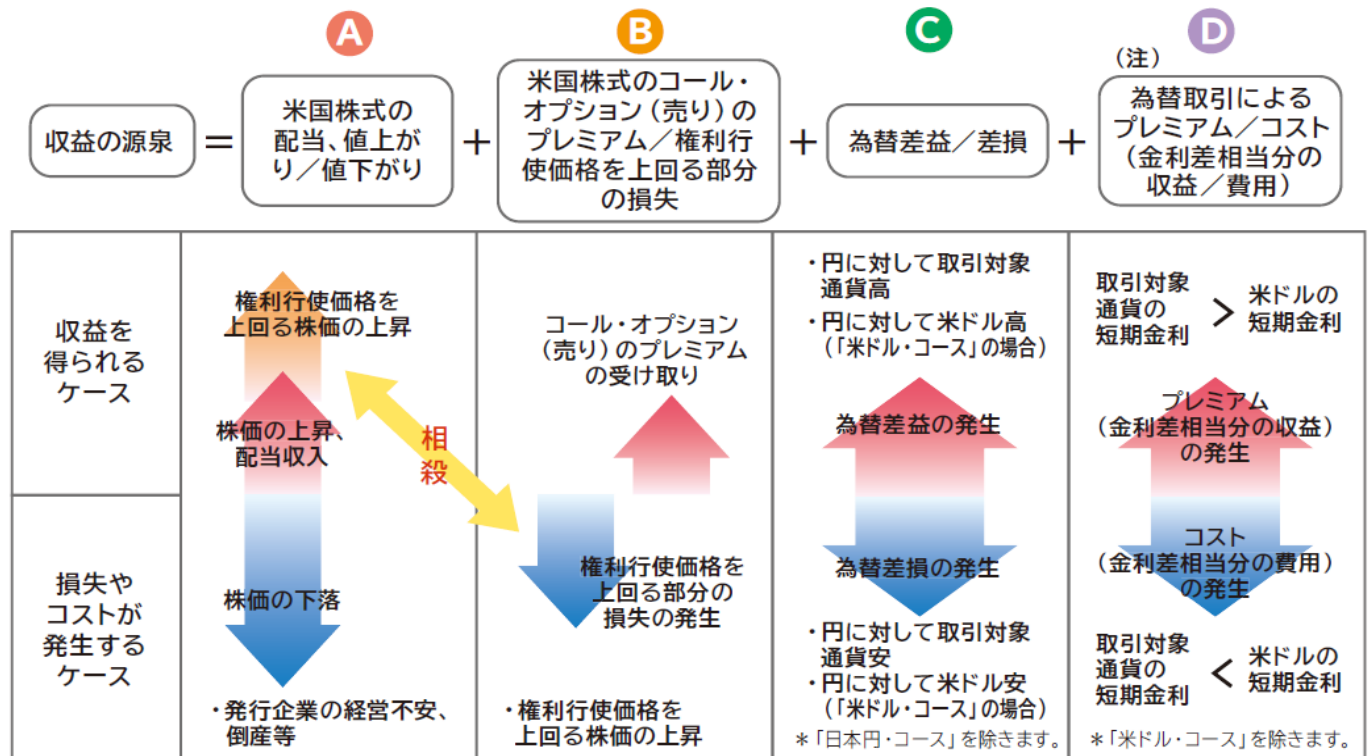 A
B
C
D
(注)
収益の源泉
=
米国株式の
配当、値上が
り/値下がり
+
米国株式のコール・
オプション(売り)の
プレミアム/権利行
使価格を上回る部分
の損失
+
為替差益/差損
+
為替取引による
プレミアム/コスト
(金利差相当分の
収益/費用)
収益を
得られる
ケース
権利行使価格を
上回る株価の上昇
株価の上昇、
配当収入
相
殺
コール・オプション
(売り)のプレミアム
の受け取り
・円に対して取引対象
通貨高
・円に対して米ドル高
(「米ドル・コース」の場合)
為替差益の発生
取引対象
通貨の
短期金利
>
米ドルの
短期金利
プレミアム
(金利差相当分の収益)
の発生
損失や
コストが
発生する
ケース
株価の下落
・発行企業の経営不安、
倒産等
権利行使価格を
上回る部分の
損失の発生
・権利行使価格を
上回る株価の上昇
為替差損の発生
・円に対して取引対象
通貨安
・円に対して米ドル安
(「米ドル・コース」の場合)
*「日本円・コース」を除きます。
コスト
(金利差相当分の費用)
の発生
取引対象
通貨の
短期金利
<
米ドルの
短期金利
*「米ドル・コース」を除きます。